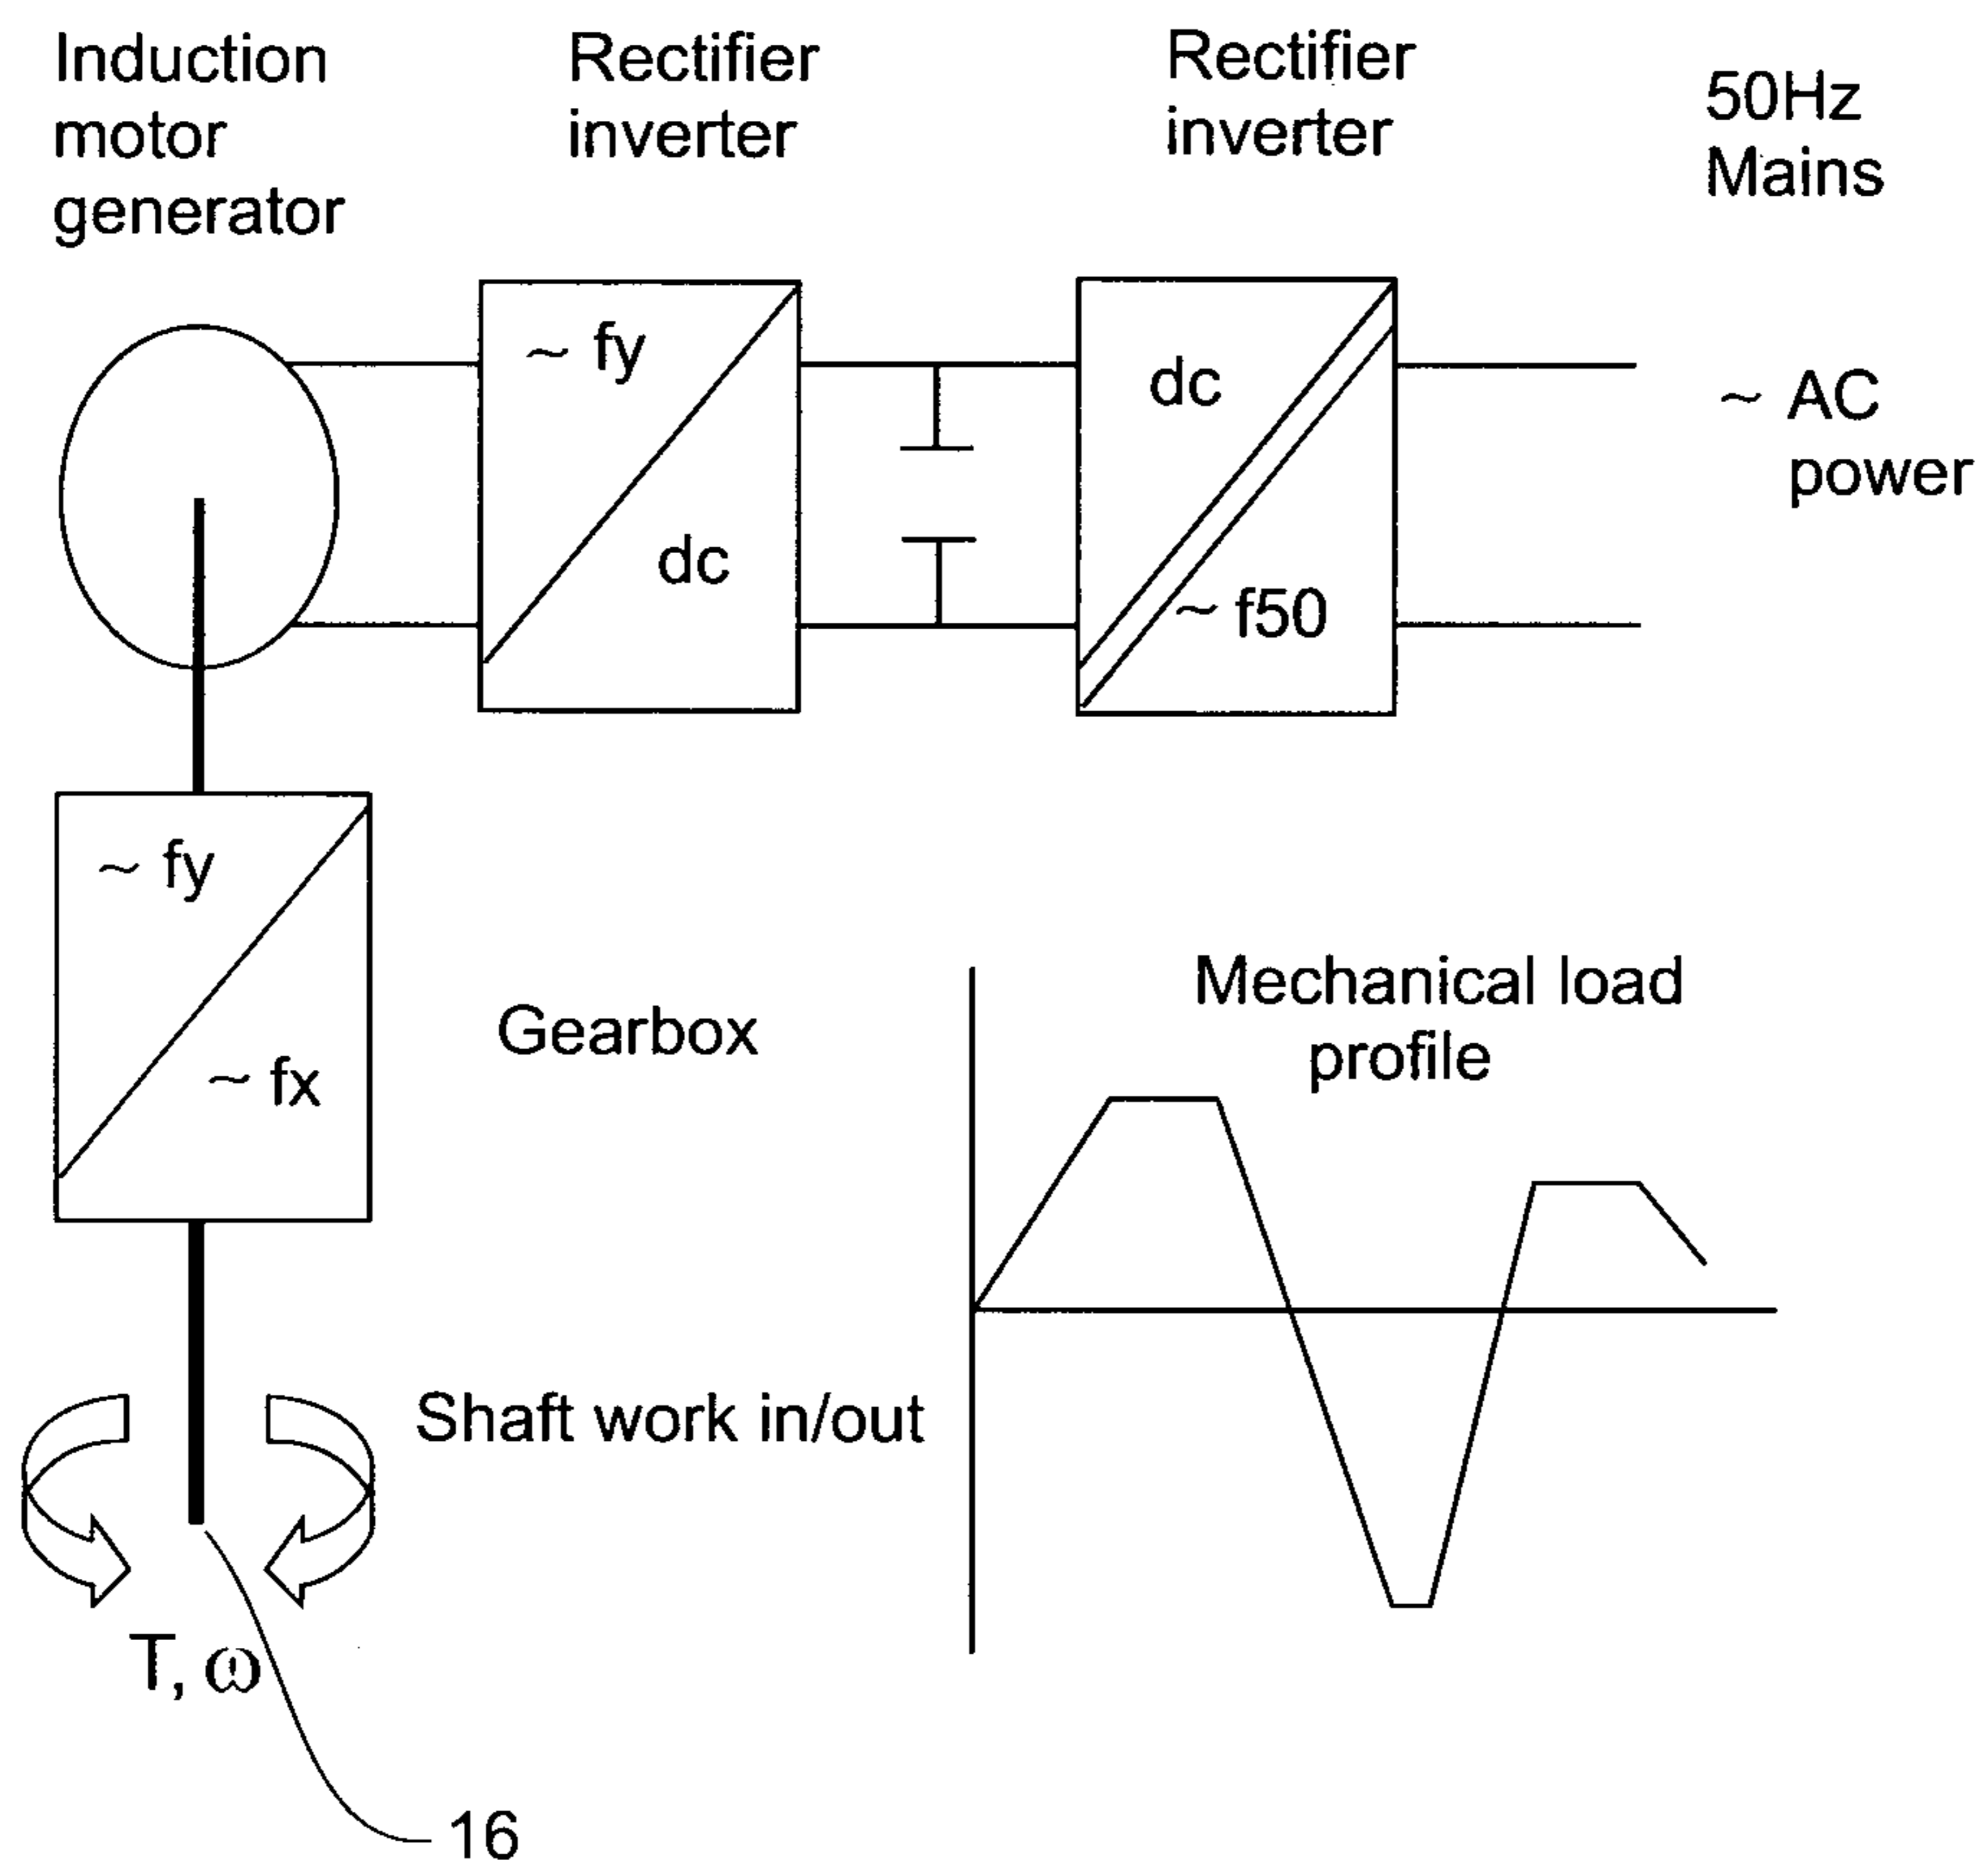 Induction
motor
generator
Rectifier
inverter
Rectifier
inverter
50Hz
Mains
~ fy
dc
dc
~ f50
~ AC
power
~ fy
~ fx
Gearbox
Mechanical load
profile
Shaft work in/out
T, ω
16